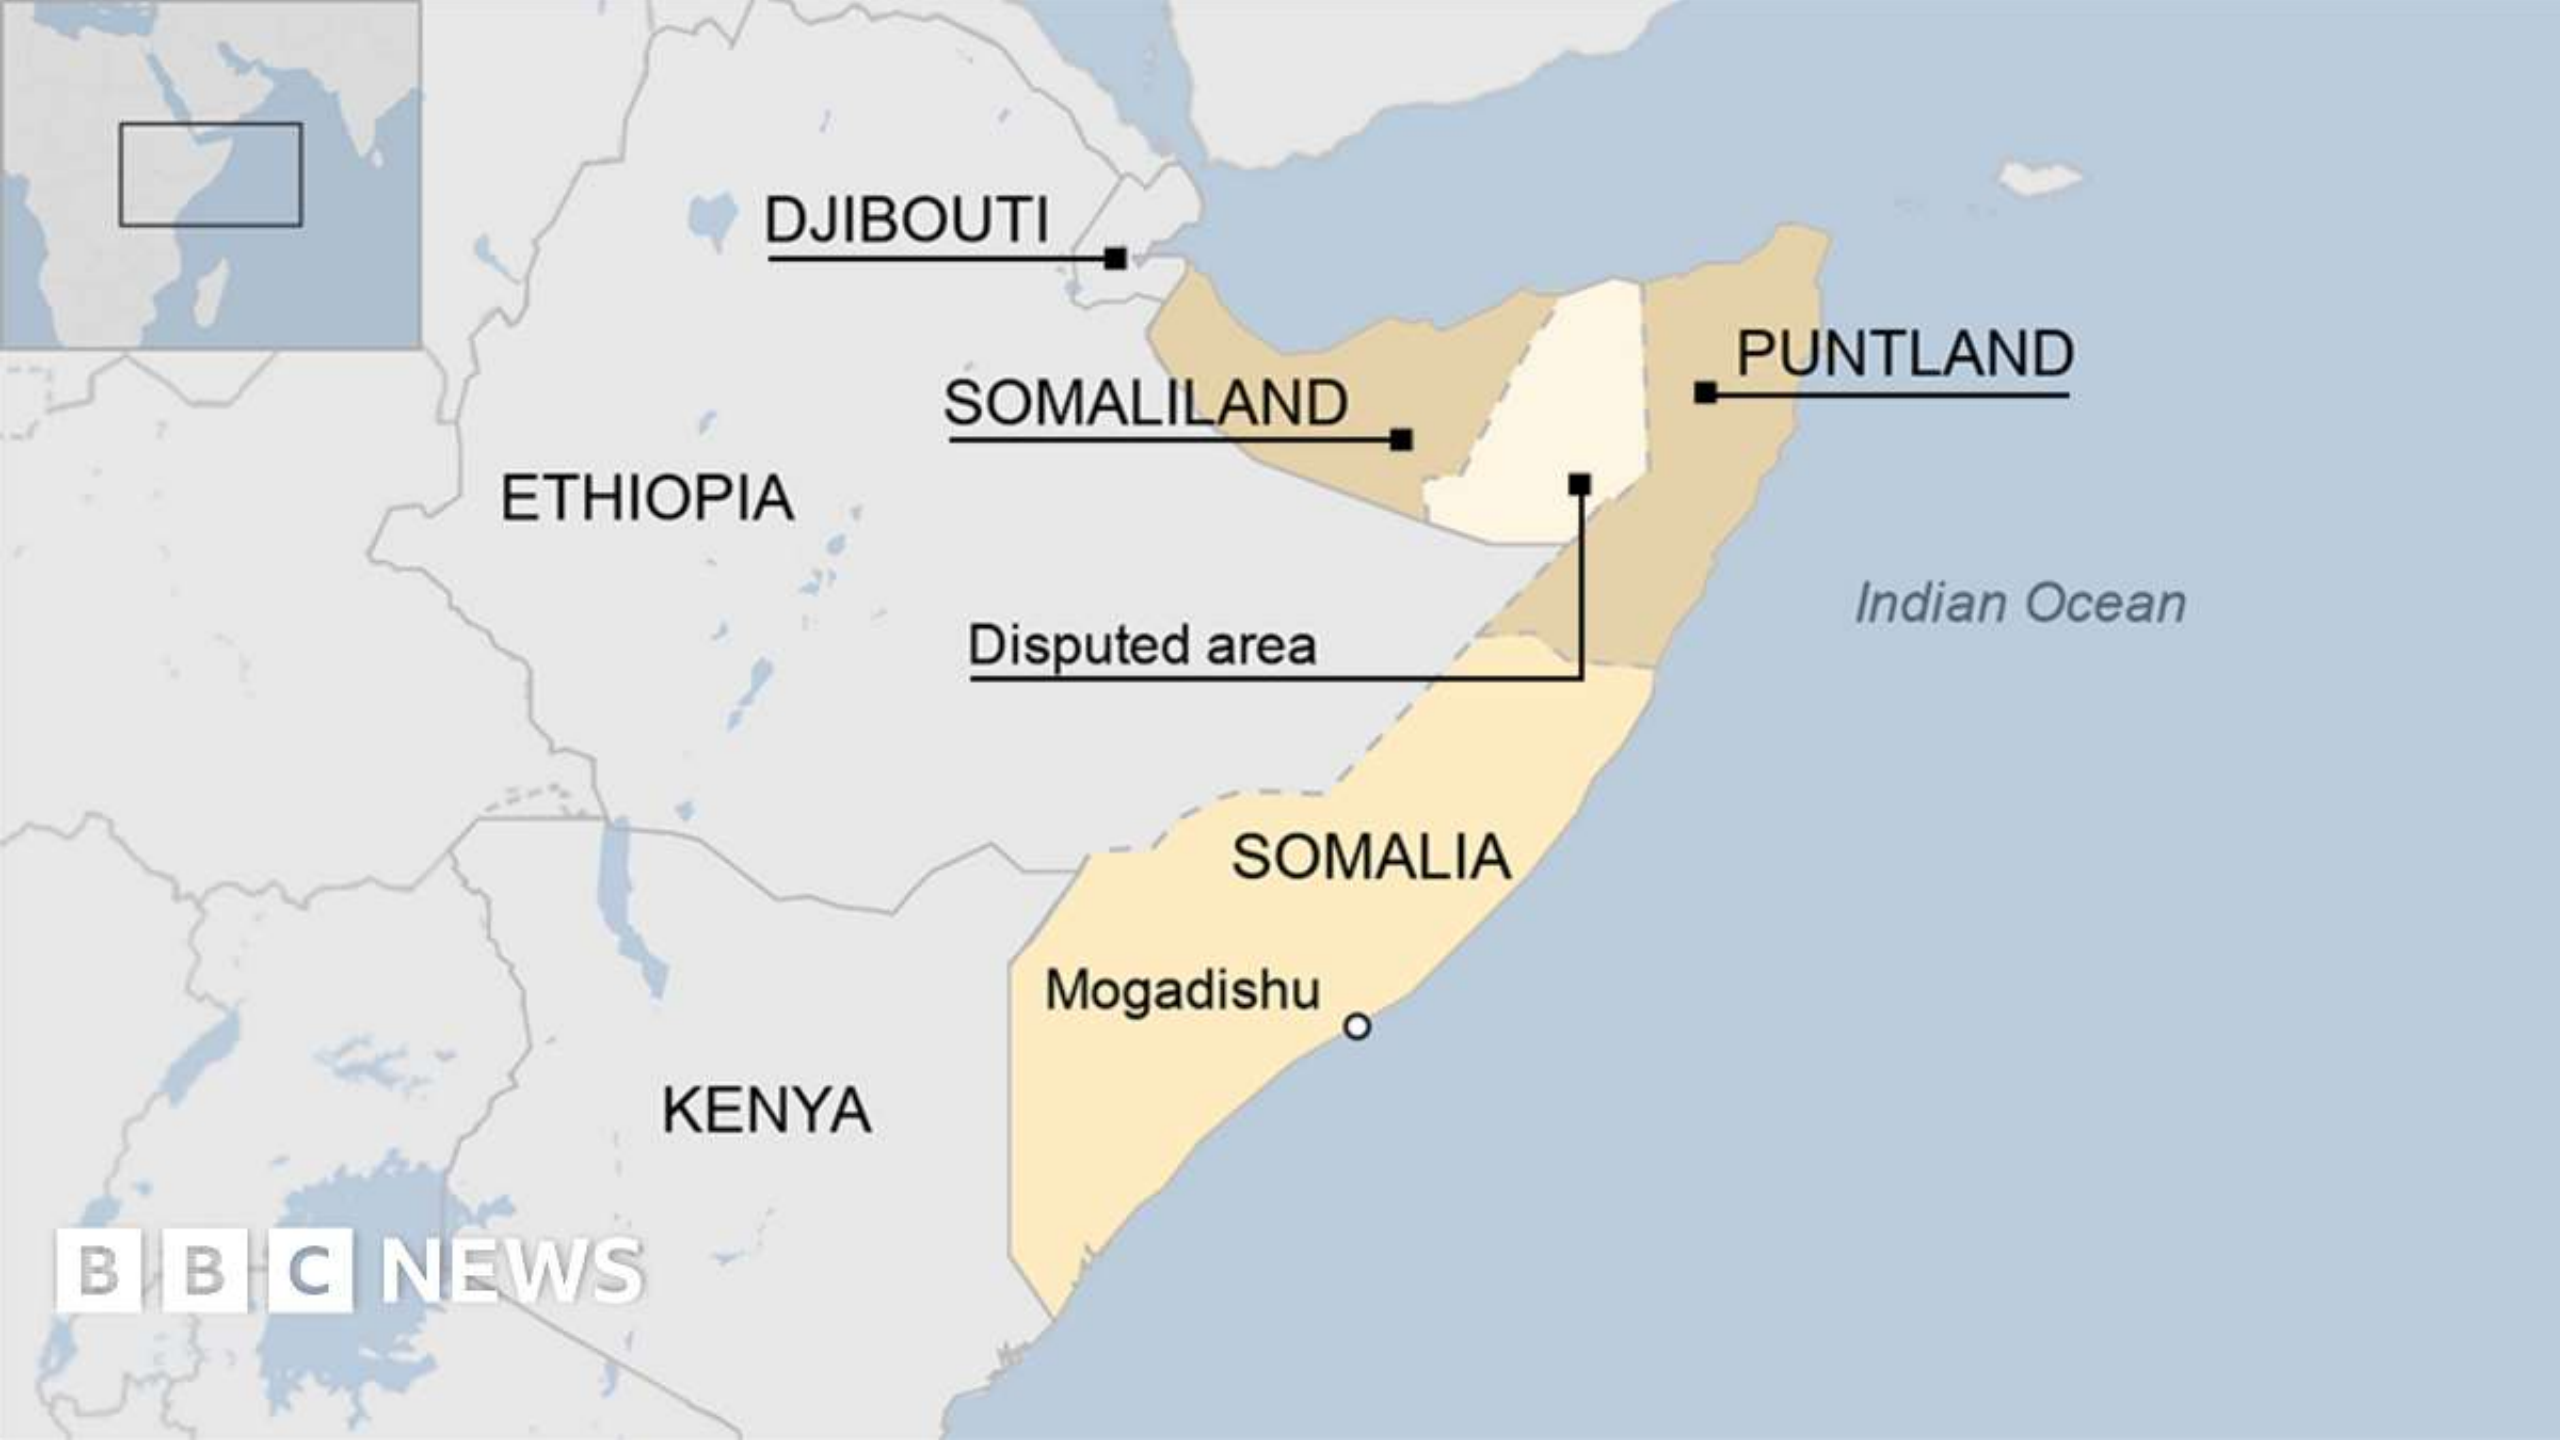 DJIBOUTI
PUNTLAND
SOMALILAND
ETHIOPIA
Indian Ocean
Disputed area
SOMALIA
Mogadishu
KENYA
BBC NEWS